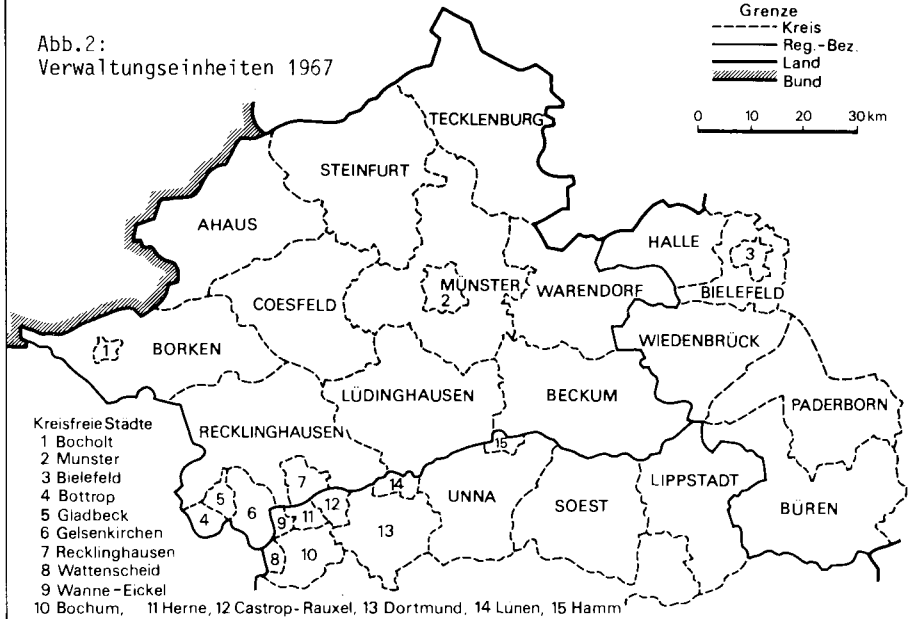 Abb.2:
Verwaltungseinheiten 1967
Grenze
Kreis
Reg.-Bez.
Land
Bund
0 10 20 30 km
TECKLENBURG
STEINFURT
AHAUS
HALLE
3
COESFELD
MÜNSTER
2
WARENDORF
BIELEFELD
BORKEN
1
WIEDENBRÜCK
LÜDINGHAUSEN
BECKUM
PADERBORN
RECKLINGHAUSEN
15
LIPPSTADT
UNNA
SOEST
BÜREN
7
14
5
4
6
9
11
12
13
8
10
Kreisfreie Städte
1 Bocholt
2 Munster
3 Bielefeld
4 Bottrop
5 Gladbeck
6 Gelsenkirchen
7 Recklinghausen
8 Wattenscheid
9 Wanne-Eickel
10 Bochum, 11 Herne, 12 Castrop-Rauxel, 13 Dortmund, 14 Lunen, 15 Hamm